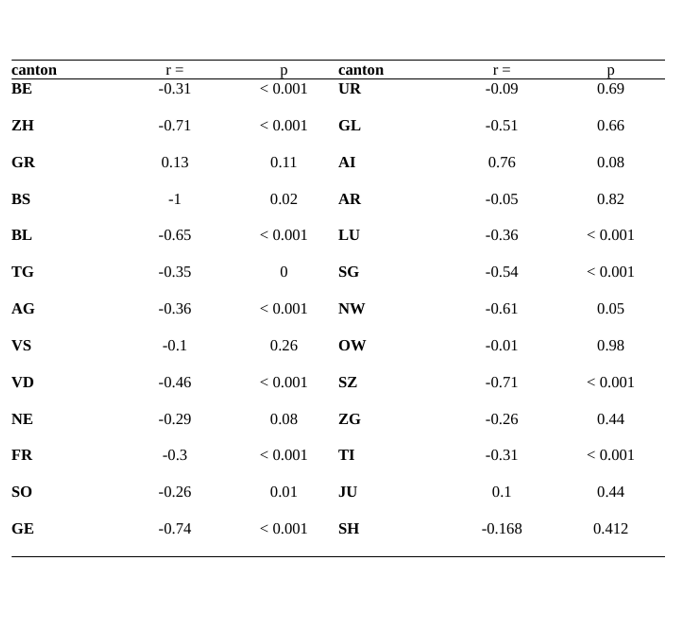 canton r = p canton r = p
BE -0.31 < 0.001 UR -0.09 0.69
ZH -0.71 < 0.001 GL -0.51 0.66
GR 0.13 0.11 AI 0.76 0.08
BS -1 0.02 AR -0.05 0.82
BL -0.65 < 0.001 LU -0.36 < 0.001
TG -0.35 0 SG -0.54 < 0.001
AG -0.36 < 0.001 NW -0.61 0.05
VS -0.1 0.26 OW -0.01 0.98
VD -0.46 < 0.001 SZ -0.71 < 0.001
NE -0.29 0.08 ZG -0.26 0.44
FR -0.3 < 0.001 TI -0.31 < 0.001
SO -0.26 0.01 JU 0.1 0.44
GE -0.74 < 0.001 SH -0.168 0.412